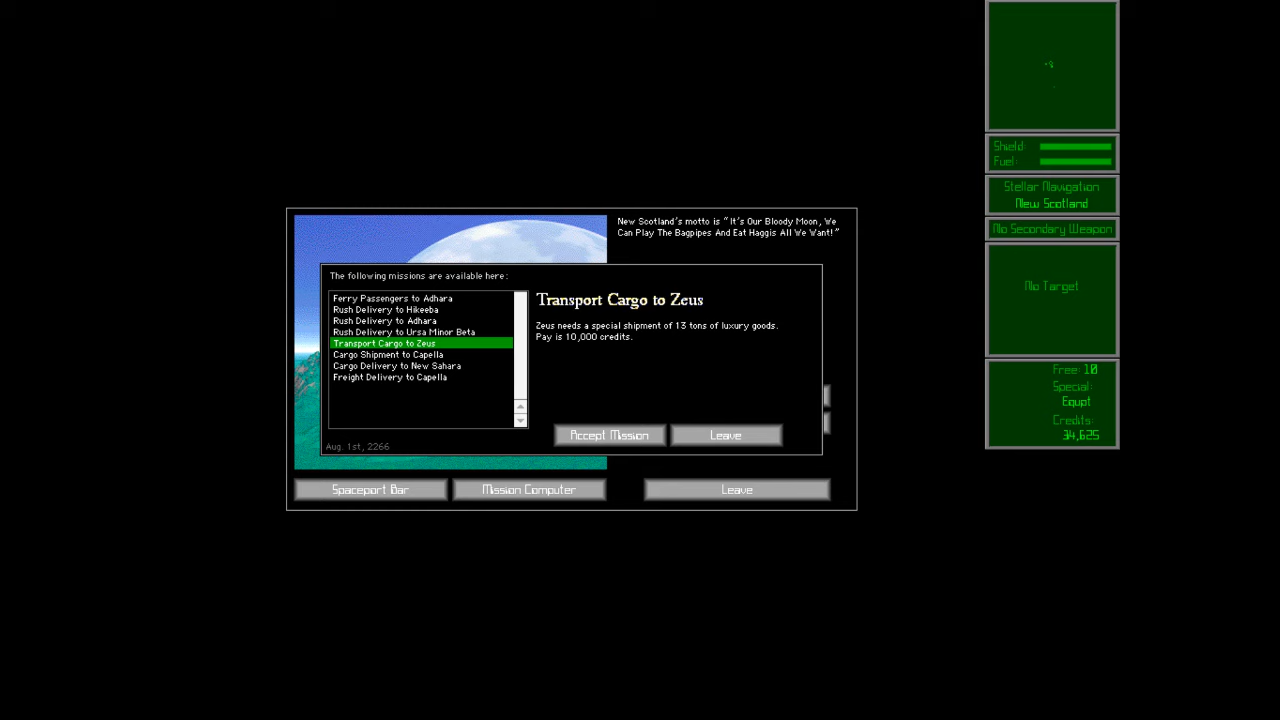 New Scotland's motto is "It's Our Bloody Moon, We
Can Play The Bagpipes And Eat Haggis All We Want!"
The following missions are available here:
Ferry Passengers to Adhara
Rush Delivery to Hikeeba
Rush Delivery to Adhara
Rush Delivery to Ursa Minor Beta
Transport Cargo to Zeus
Cargo Shipment to Capella
Cargo Delivery to New Sahara
Freight Delivery to Capella
Aug. 1st, 2266
Transport Cargo to Zeus
Zeus needs a special shipment of 13 tons of luxury goods.
Pay is 10,000 credits.
Accept Mission
Leave
Spaceport Bar
Mission Computer
Leave
Shield:
Fuel:
Stellar Navigation
New Scotland
No Secondary Weapon
No Target
Free: 10
Special:
Equpt
Credits:
34,625